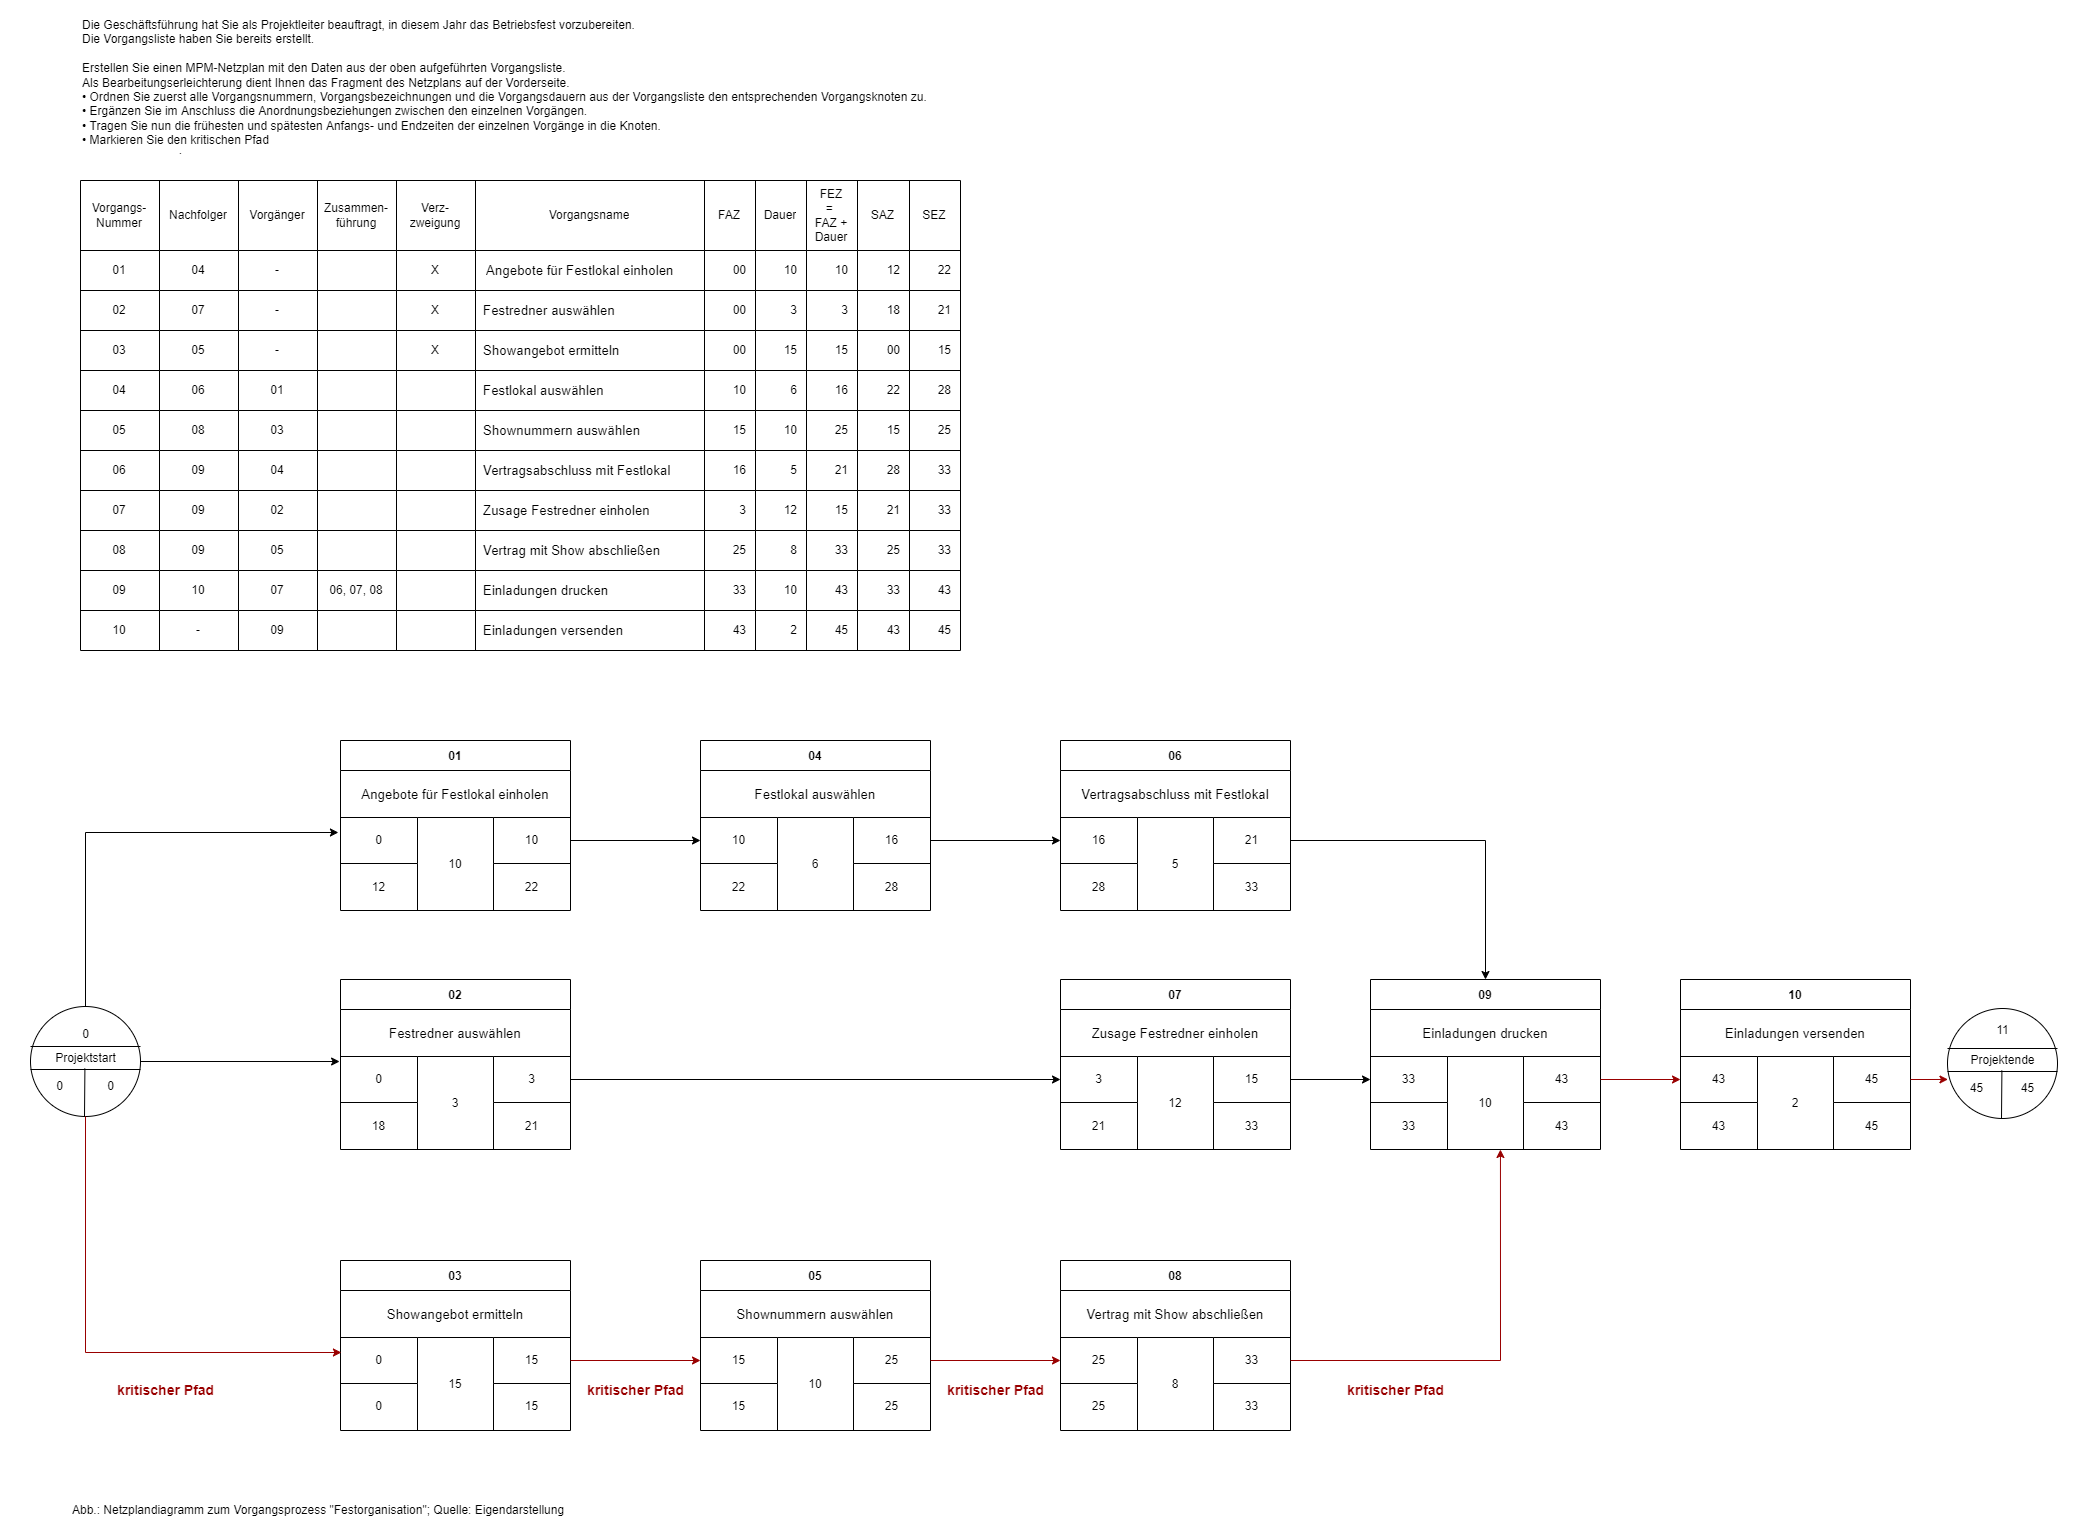 Die Geschäftsführung hat Sie als Projektleiter beauftragt, in diesem Jahr das Betriebsfest vorzubereiten.
Die Vorgangsliste haben Sie bereits erstellt.
Erstellen Sie einen MPM-Netzplan mit den Daten aus der oben aufgeführten Vorgangsliste.
Als Bearbeitungserleichterung dient Ihnen das Fragment des Netzplans auf der Vorderseite.
• Ordnen Sie zuerst alle Vorgangsnummern, Vorgangsbezeichnungen und die Vorgangsdauern aus der Vorgangsliste den entsprechenden Vorgangsknoten zu.
• Ergänzen Sie im Anschluss die Anordnungsbeziehungen zwischen den einzelnen Vorgängen.
• Tragen Sie nun die frühesten und spätesten Anfangs- und Endzeiten der einzelnen Vorgänge in die Knoten.
• Markieren Sie den kritischen Pfad
.
Vorgangs-Nummer Nachfolger Vorgänger Zusammen-führung Verz-zweigung Vorgangsname FAZ Dauer FEZ = FAZ + Dauer SAZ SEZ
01 04 - X Angebote für Festlokal einholen 00 10 10 12 22
02 07 - X Festredner auswählen 00 3 3 18 21
03 05 - X Showangebot ermitteln 00 15 15 00 15
04 06 01 Festlokal auswählen 10 6 16 22 28
05 08 03 Shownummern auswählen 15 10 25 15 25
06 09 04 Vertragsabschluss mit Festlokal 16 5 21 28 33
07 09 02 Zusage Festredner einholen 3 12 15 21 33
08 09 05 Vertrag mit Show abschließen 25 8 33 25 33
09 10 07 06, 07, 08 Einladungen drucken 33 10 43 33 43
10 - 09 Einladungen versenden 43 2 45 43 45
01
Angebote für Festlokal einholen
0 10
10
12 22
04
Festlokal auswählen
10 16
6
22 28
06
Vertragsabschluss mit Festlokal
16 21
5
28 33
0
Projektstart
0 0
02
Festredner auswählen
0 3
3
18 21
07
Zusage Festredner einholen
3 15
12
21 33
09
Einladungen drucken
33 43
10
33 43
10
Einladungen versenden
43 45
2
43 45
11
Projektende
45 45
03
Showangebot ermitteln
0 15
15
0 15
05
Shownummern auswählen
15 25
10
15 25
08
Vertrag mit Show abschließen
25 33
8
25 33
kritischer Pfad kritischer Pfad kritischer Pfad kritischer Pfad
Abb.: Netzplandiagramm zum Vorgangsprozess "Festorganisation"; Quelle: Eigendarstellung